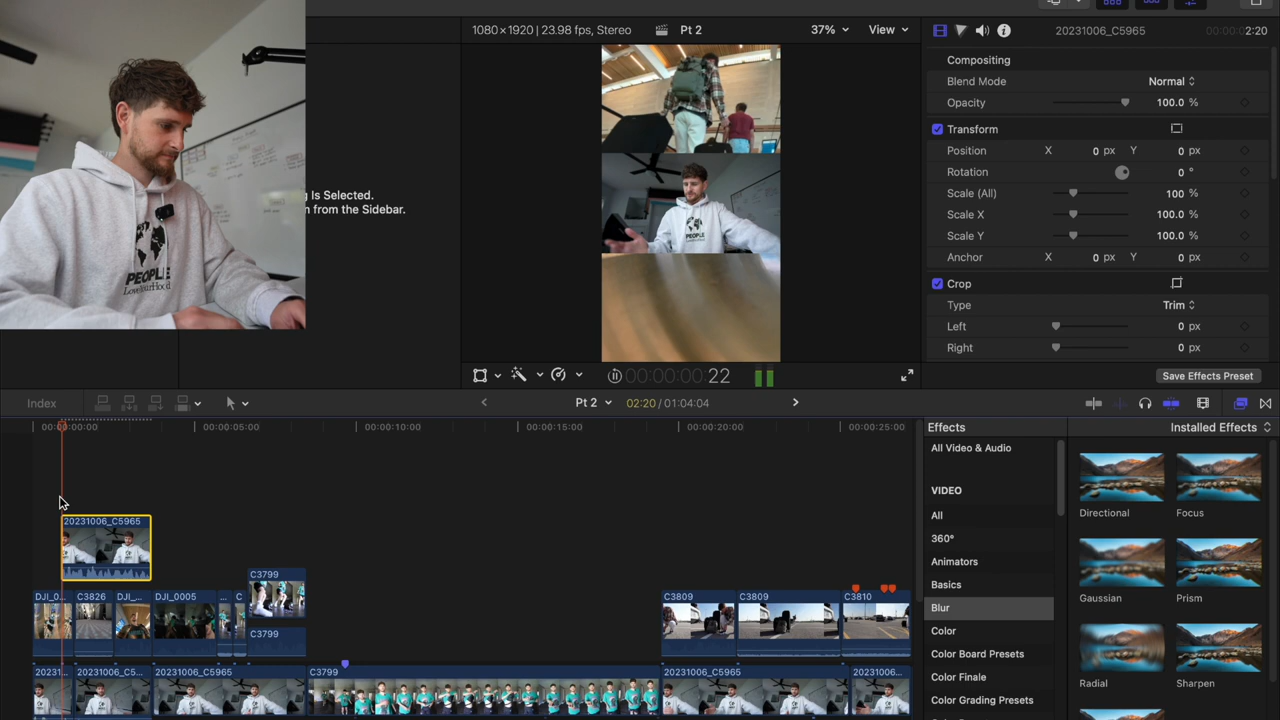 1080×1920 | 23.98 fps, Stereo
Pt 2
37%
View
20231006_C5965
00:00:00:02:20
Compositing
Blend Mode
Normal
Opacity
100.0 %
Transform
Position
X
0 px
Y
0 px
Rotation
0 °
Scale (All)
100 %
Scale X
100.0 %
Scale Y
100.0 %
Anchor
X
0 px
Y
0 px
Crop
Type
Trim
Left
0 px
Right
0 px
Save Effects Preset
g Is Selected.
n from the Sidebar.
PEOPLE
LoveYourHood
00:00:00:00:22
Index
Pt 2
02:20 / 01:04:04
00:00:00:00
00:00:05:00
00:00:10:00
00:00:15:00
00:00:20:00
00:00:25:00
20231006_C5965
C3799
DJI_0...
C3826
DJI_...
DJI_0005
...
C
C3799
C3809
C3809
C3810
20231...
20231006_C5...
20231006_C5965
C3799
20231006_C5965
20231006...
Effects
Installed Effects
All Video & Audio
VIDEO
All
360°
Animators
Basics
Blur
Color
Color Board Presets
Color Finale
Color Grading Presets
Directional
Focus
Gaussian
Prism
Radial
Sharpen